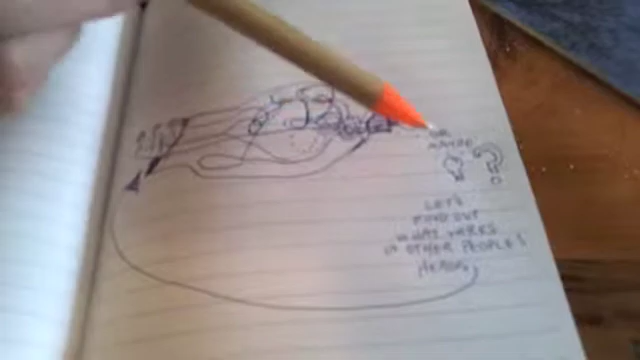 ?
LET'S
FIND OUT
WHAT WORKS
IN OTHER PEOPLE'S
HEADS